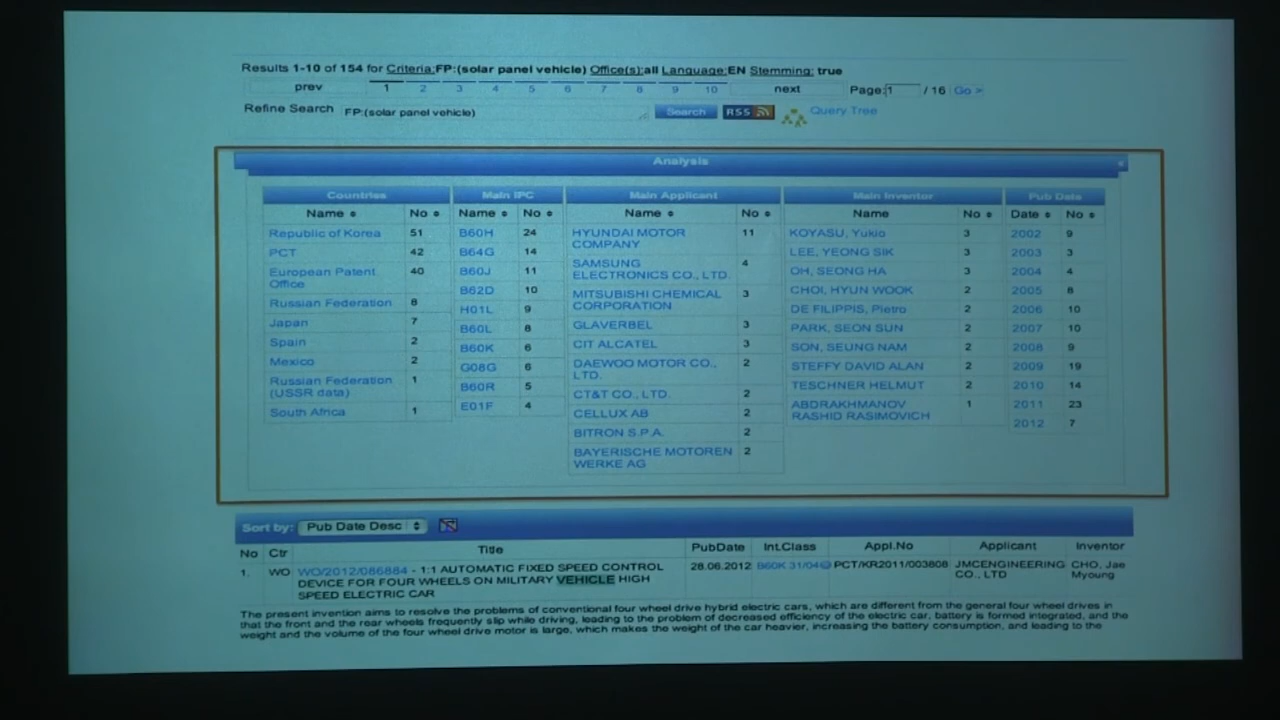 Results 1-10 of 154 for Criteria:FP:(solar panel vehicle) Office(s):all Language:EN Stemming: true
prev 1 2 3 4 5 6 7 8 9 10 next Page: 1 / 16 Go >
Refine Search FP:(solar panel vehicle) Search RSS Query Tree
Analysis
Countries Main IPC Main Applicant Main Inventor Pub Date
Name No Name No Name No Name No Date No
Republic of Korea 51
PCT 42
European Patent
Office 40
Russian Federation 8
Japan 7
Spain 2
Mexico 2
Russian Federation
(USSR data) 1
South Africa 1
B60H 24
B64G 14
B60J 11
B62D 10
H01L 9
B60L 8
B60K 6
G08G 6
B60R 5
E01F 4
HYUNDAI MOTOR
COMPANY 11
SAMSUNG
ELECTRONICS CO., LTD. 4
MITSUBISHI CHEMICAL
CORPORATION 3
GLAVERBEL 3
CIT ALCATEL 3
DAEWOO MOTOR CO.,
LTD. 2
CT&T CO., LTD. 2
CELLUX AB 2
BITRON S.P.A. 2
BAYERISCHE MOTOREN
WERKE AG 2
KOYASU, Yukio 3
LEE, YEONG SIK 3
OH, SEONG HA 3
CHOI, HYUN WOOK 2
DE FILIPPIS, Pietro 2
PARK, SEON SUN 2
SON, SEUNG NAM 2
STEFFY DAVID ALAN 2
TESCHNER HELMUT 2
ABDRAKHMANOV
RASHID RASIMOVICH 1
2002 9
2003 3
2004 4
2005 8
2006 10
2007 10
2008 9
2009 19
2010 14
2011 23
2012 7
Sort by: Pub Date Desc
No Ctr Title PubDate Int.Class Appl.No Applicant Inventor
1. WO WO/2012/086884 - 1:1 AUTOMATIC FIXED SPEED CONTROL
DEVICE FOR FOUR WHEELS ON MILITARY VEHICLE HIGH
SPEED ELECTRIC CAR
28.06.2012 B60K 31/04 PCT/KR2011/003808 JMCENGINEERING
CO., LTD
CHO, Jae
Myoung
The present invention aims to resolve the problems of conventional four wheel drive hybrid electric cars, which are different from the general four wheel drives in
that the front and the rear wheels frequently slip while driving, leading to the problem of decreased efficiency of the electric car, battery is formed integrated, and the
weight and the volume of the four wheel drive motor is large, which makes the weight of the car heavier, increasing the battery consumption, and leading to the